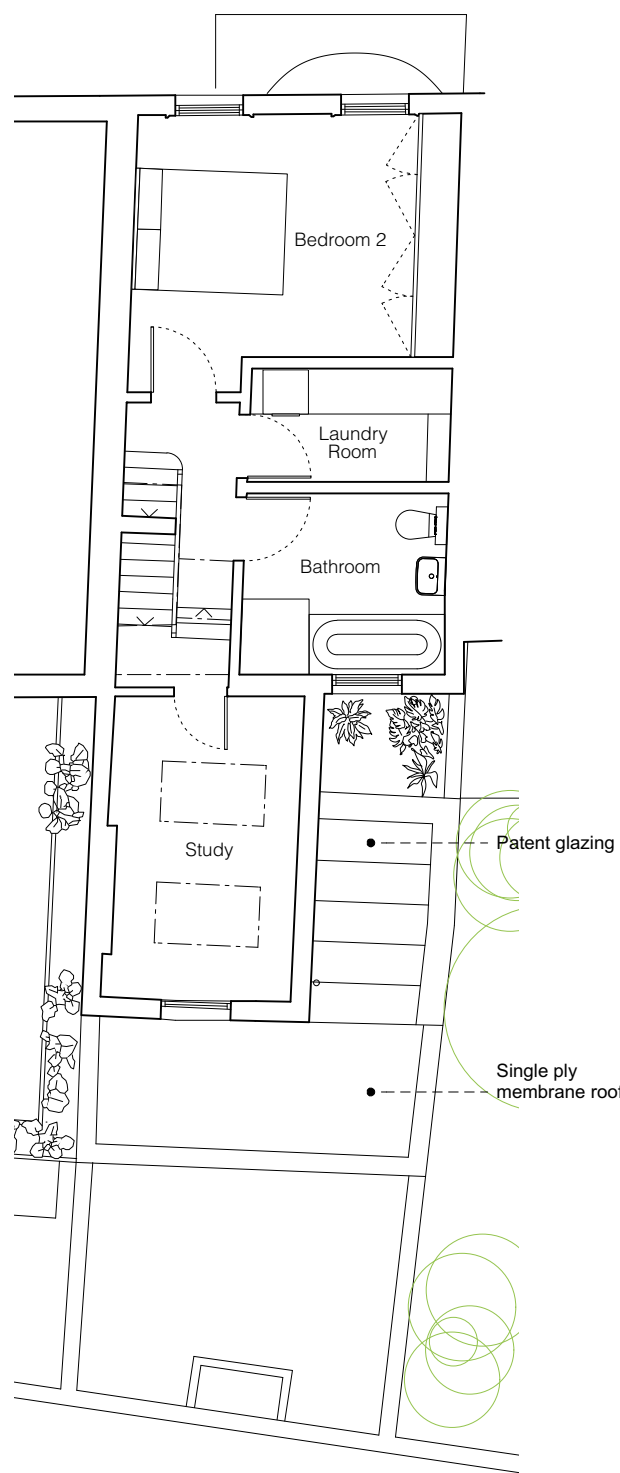 Bedroom 2
Laundry
Room
Bathroom
Study
Patent glazing
Single ply
membrane roof